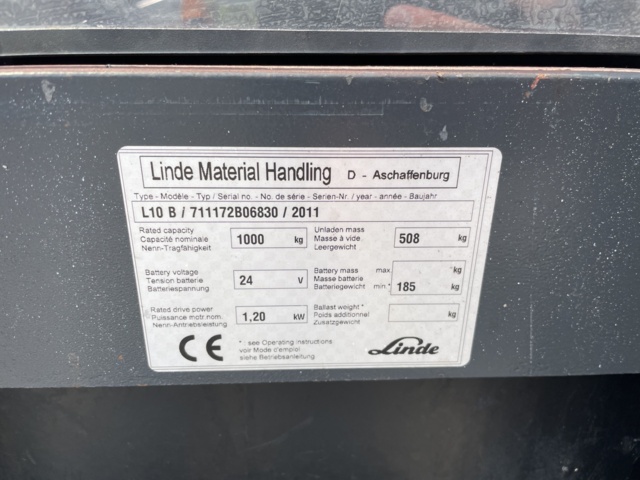 Linde Material Handling D - Aschaffenburg
Type - Modèle - Typ / Serial no. - No. de série - Serien-Nr. / year - année - Baujahr
L10 B / 711172B06830 / 2011
Rated capacity
Capacité nominale
Nenn-Tragfähigkeit
1000 kg
Unladen mass
Masse à vide
Leergewicht
508 kg
Battery voltage
Tension batterie
Batteriespannung
24 V
Battery mass max.
Masse batterie
Batteriegewicht min.*
kg
185 kg
Rated drive power
Puissance motr.nom.
Nenn-Antriebsleistung
1,20 kW
Ballast weight *
Poids additionnel
Zusatzgewicht
kg
CE
* see Operating instructions
voir Mode d'emploi
siehe Betriebsanleitung
Linde